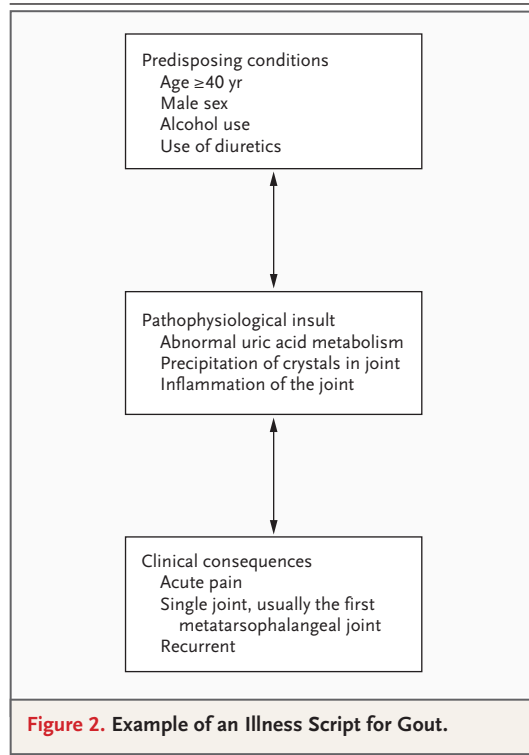 Predisposing conditions
Age ≥40 yr
Male sex
Alcohol use
Use of diuretics
Pathophysiological insult
Abnormal uric acid metabolism
Precipitation of crystals in joint
Inflammation of the joint
Clinical consequences
Acute pain
Single joint, usually the first
metatarsophalangeal joint
Recurrent
Figure 2. Example of an Illness Script for Gout.